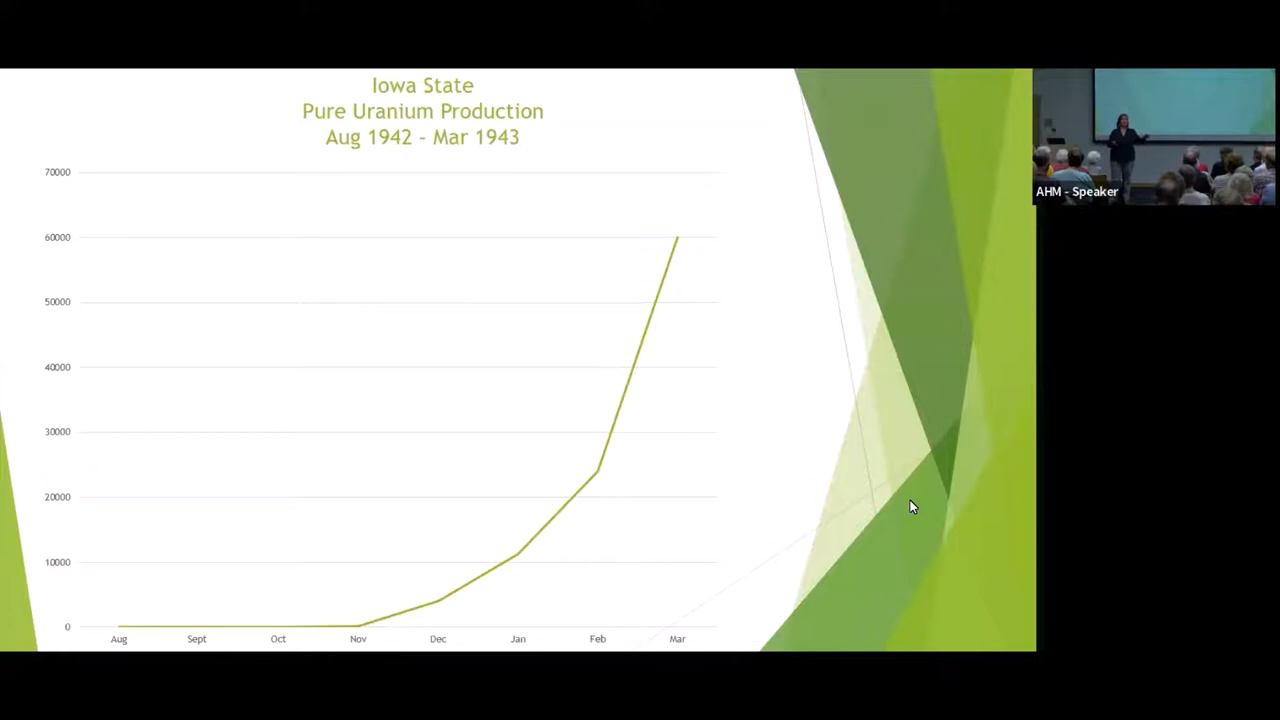 Iowa State
Pure Uranium Production
Aug 1942 - Mar 1943
70000
60000
50000
40000
30000
20000
10000
0
Aug Sept Oct Nov Dec Jan Feb Mar
AHM - Speaker